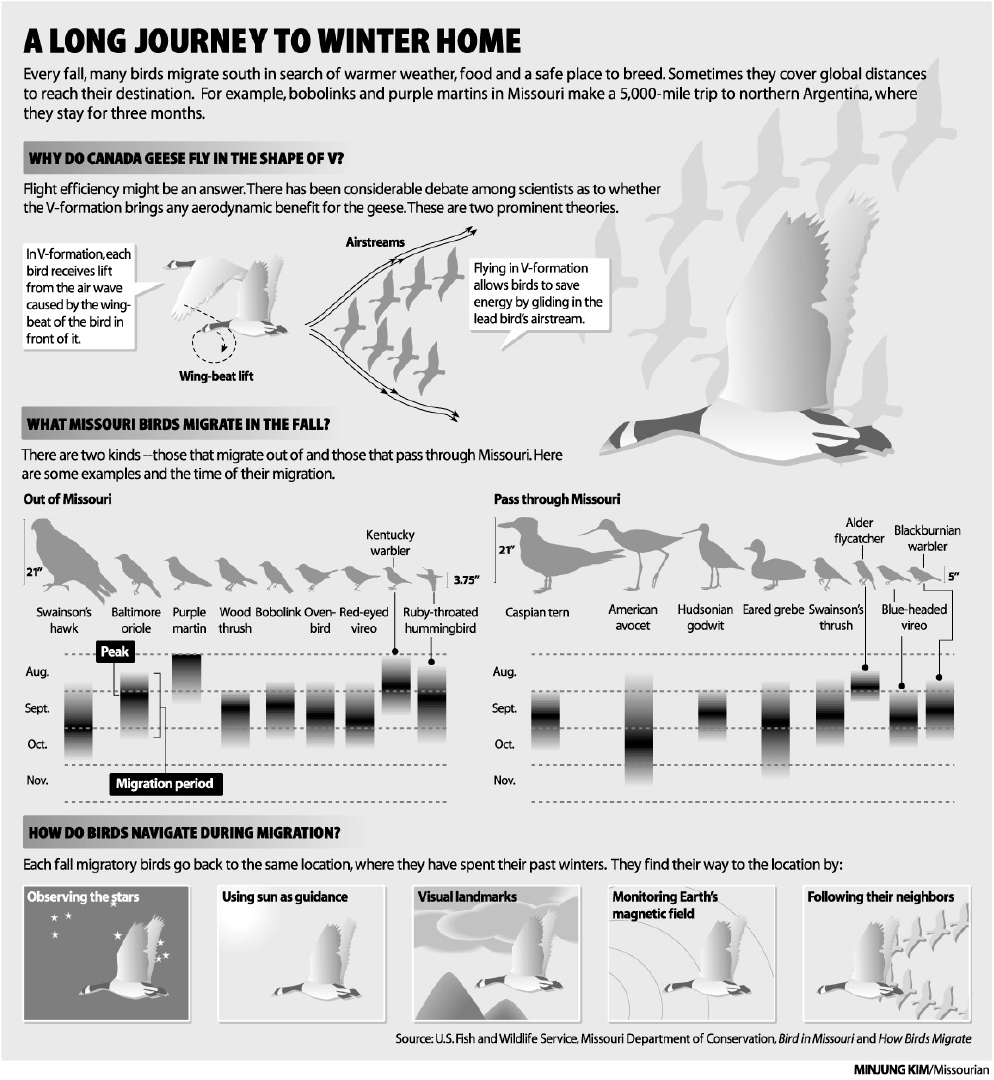 A LONG JOURNEY TO WINTER HOME
Every fall, many birds migrate south in search of warmer weather, food and a safe place to breed. Sometimes they cover global distances
to reach their destination. For example, bobolinks and purple martins in Missouri make a 5,000-mile trip to northern Argentina, where
they stay for three months.
WHY DO CANADA GEESE FLY IN THE SHAPE OF V?
Flight efficiency might be an answer. There has been considerable debate among scientists as to whether
the V-formation brings any aerodynamic benefit for the geese. These are two prominent theories.
In V-formation, each
bird receives lift
from the air wave
caused by the wing-
beat of the bird in
front of it.
Wing-beat lift
Airstreams
Flying in V-formation
allows birds to save
energy by gliding in the
lead bird's airstream.
WHAT MISSOURI BIRDS MIGRATE IN THE FALL?
There are two kinds --those that migrate out of and those that pass through Missouri. Here
are some examples and the time of their migration.
Out of Missouri
21"
Kentucky
warbler
3.75"
Swainson's
hawk
Baltimore
oriole
Purple
martin
Wood
thrush
Bobolink
Oven-
bird
Red-eyed
vireo
Ruby-throated
hummingbird
Peak
Aug.
Sept.
Oct.
Nov.
Migration period
Pass through Missouri
21"
Alder
flycatcher
Blackburnian
warbler
5"
Caspian tern
American
avocet
Hudsonian
godwit
Eared grebe
Swainson's
thrush
Blue-headed
vireo
Aug.
Sept.
Oct.
Nov.
HOW DO BIRDS NAVIGATE DURING MIGRATION?
Each fall migratory birds go back to the same location, where they have spent their past winters. They find their way to the location by:
Observing the stars
Using sun as guidance
Visual landmarks
Monitoring Earth's
magnetic field
Following their neighbors
Source: U.S. Fish and Wildlife Service, Missouri Department of Conservation, Bird in Missouri and How Birds Migrate
MINJUNG KIM/Missourian